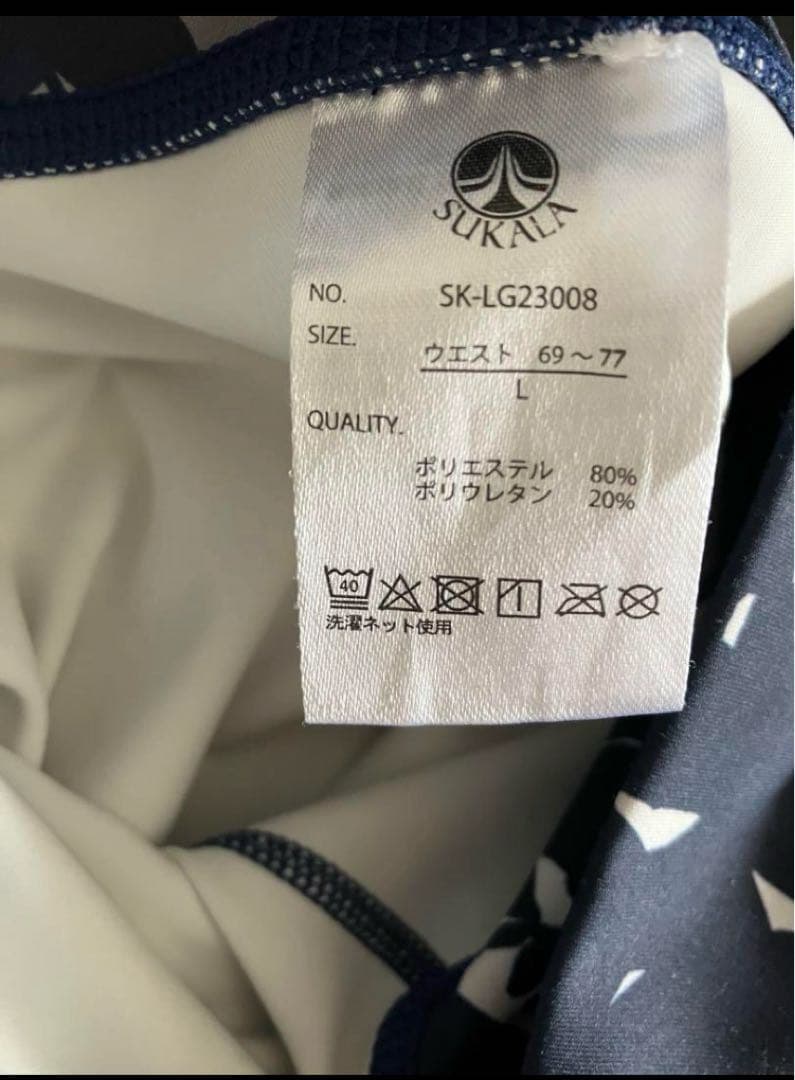 SUKALA
NO. SK-LG23008
SIZE. ウエスト 69～77
L
QUALITY.
ポリエステル 80%
ポリウレタン 20%
40
洗濯ネット使用